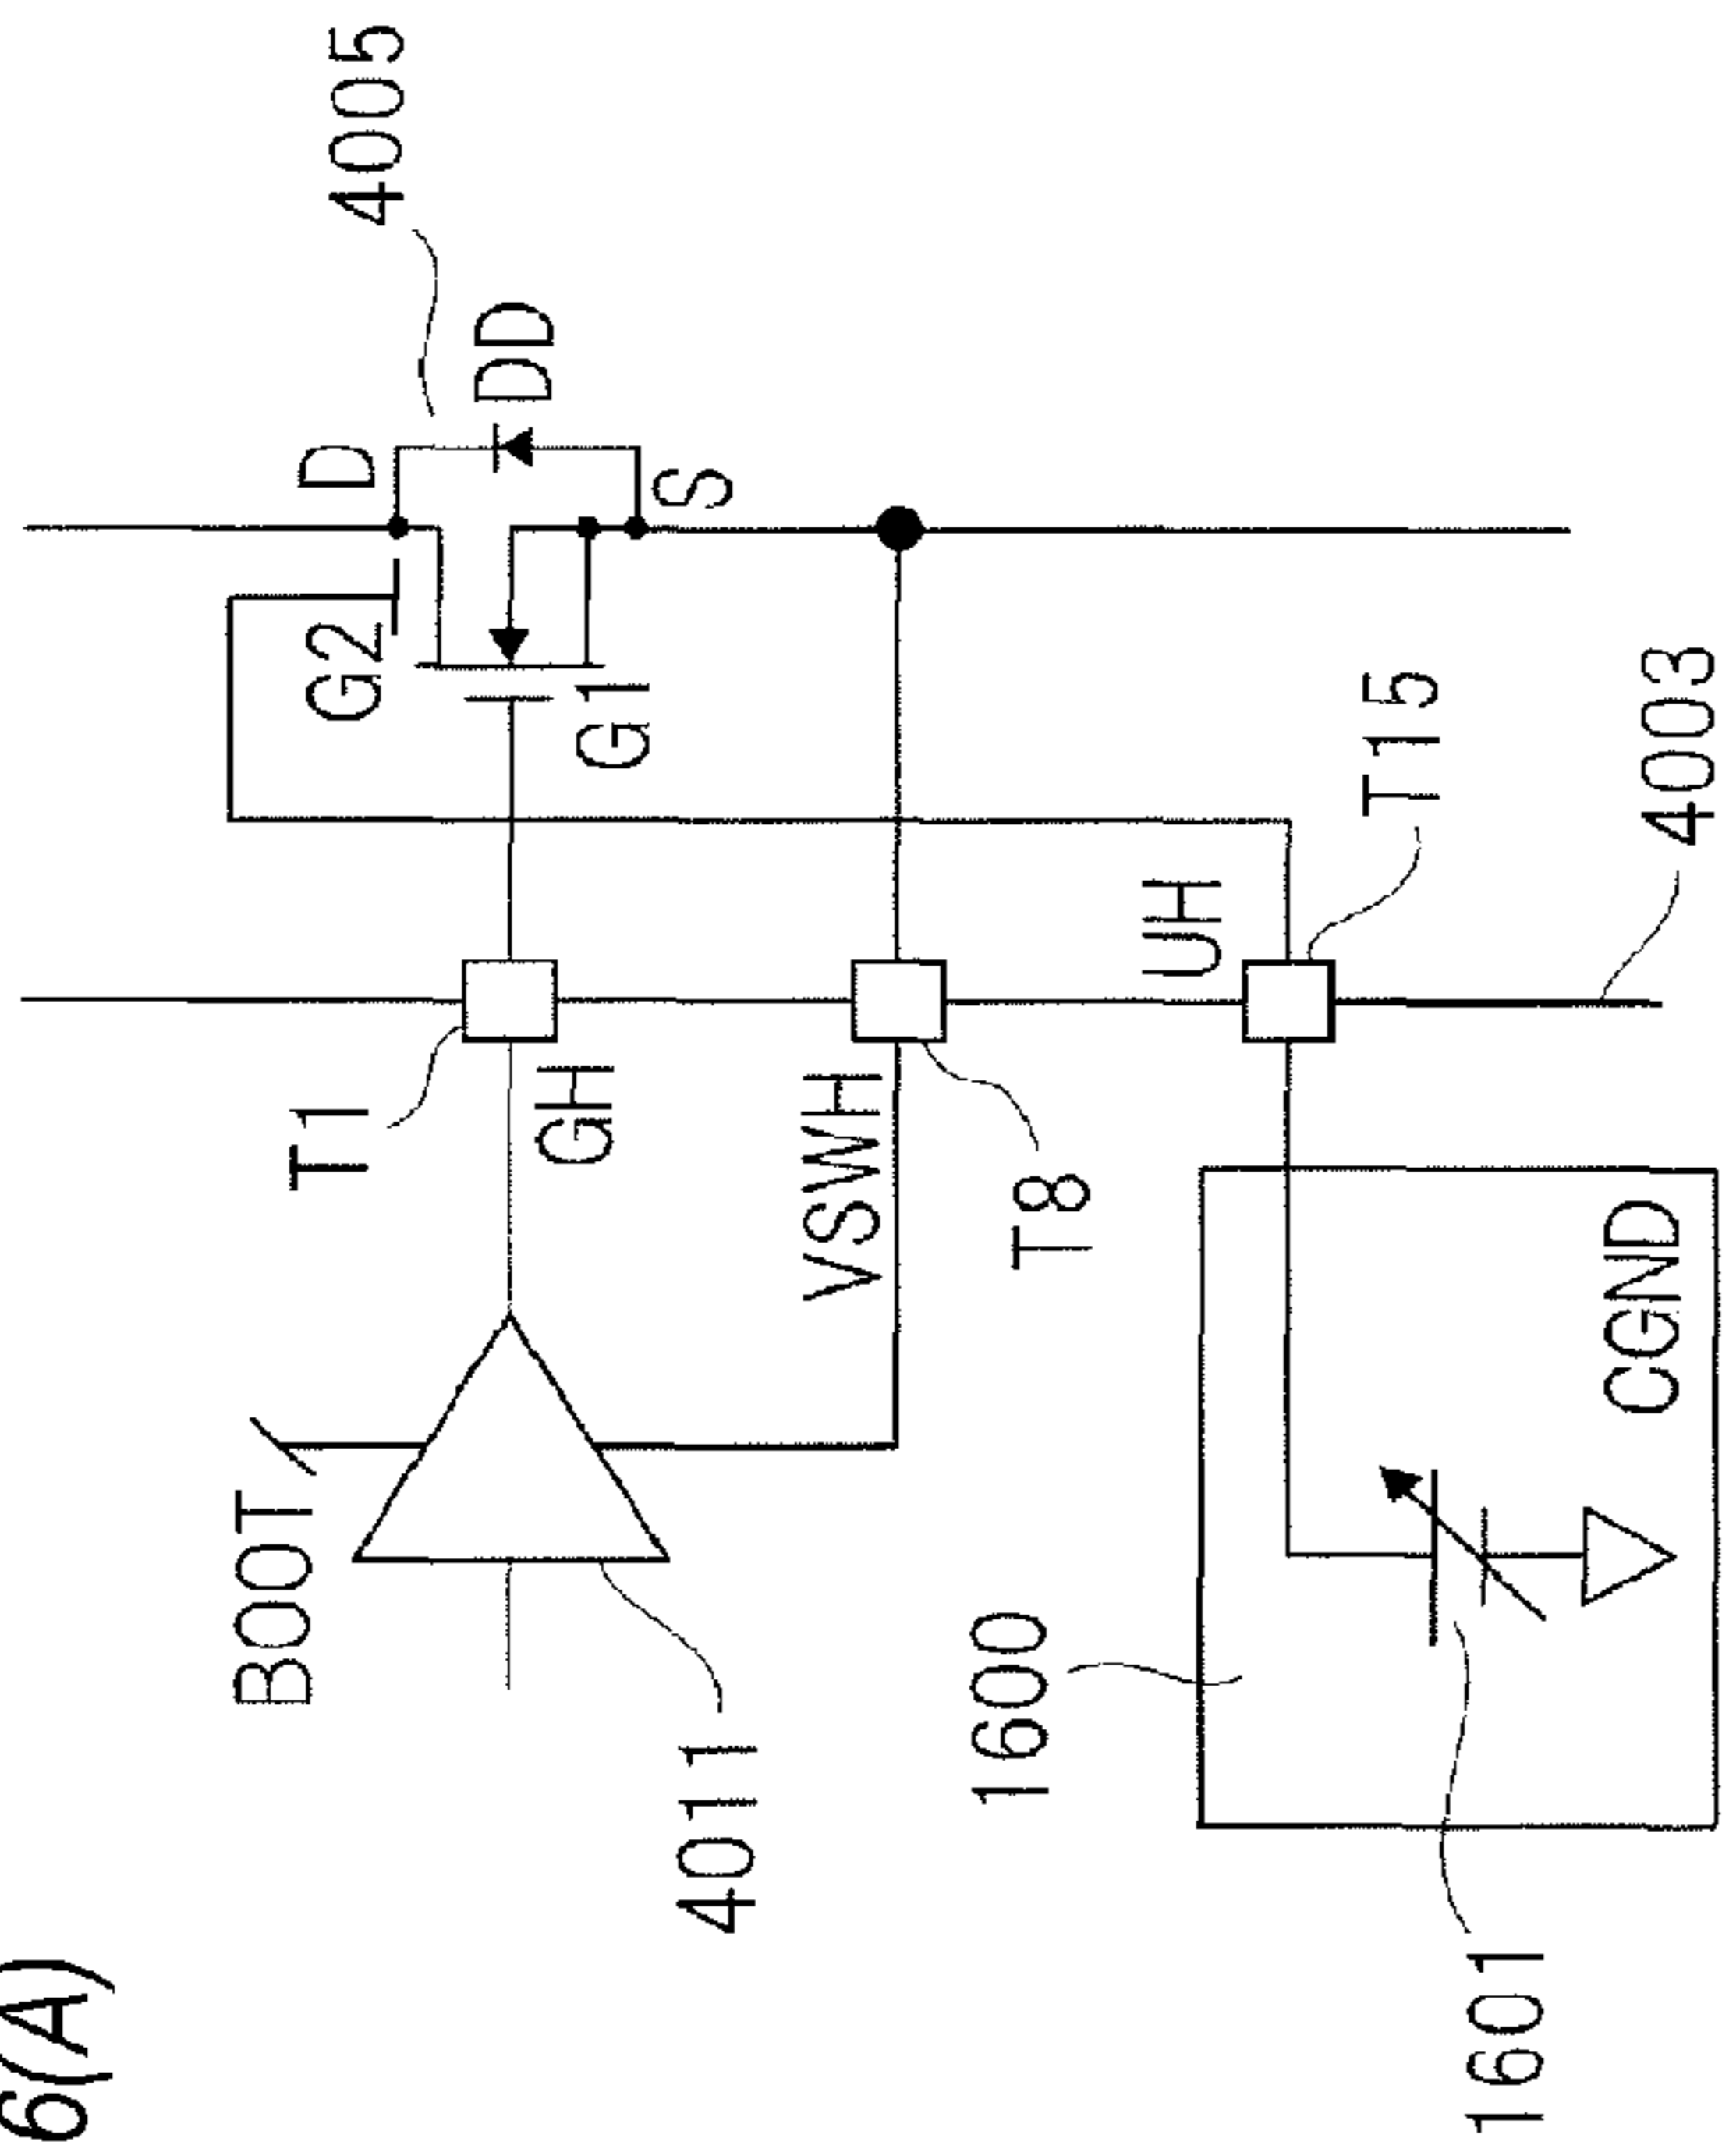 6(A)
BOOT
4011
T1
GH
VSWH
T8
G2
G1
D
S
DD
4005
UH
T15
4003
1600
1601
CGND